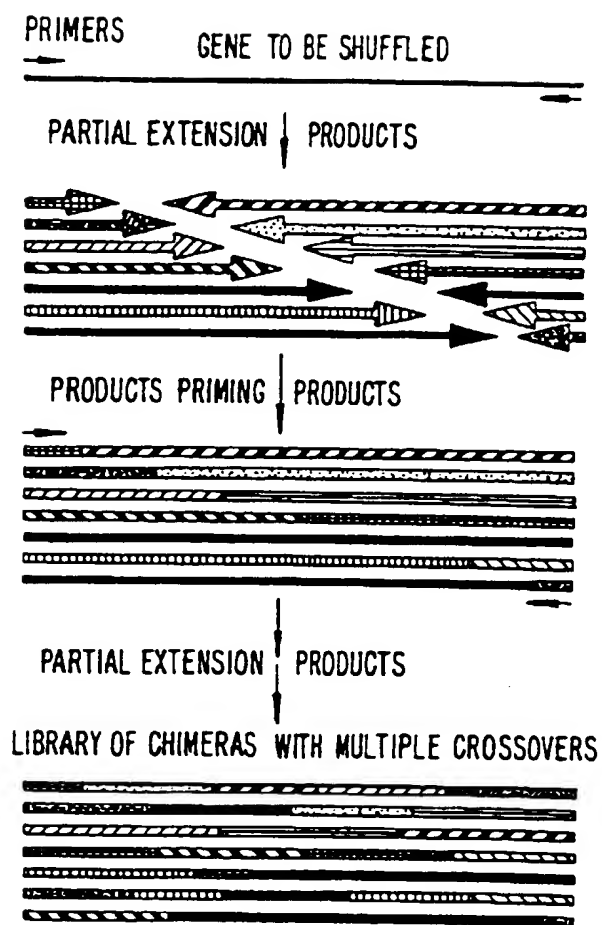 PRIMERS
GENE TO BE SHUFFLED
PARTIAL EXTENSION PRODUCTS
PRODUCTS PRIMING PRODUCTS
PARTIAL EXTENSION PRODUCTS
LIBRARY OF CHIMERAS WITH MULTIPLE CROSSOVERS